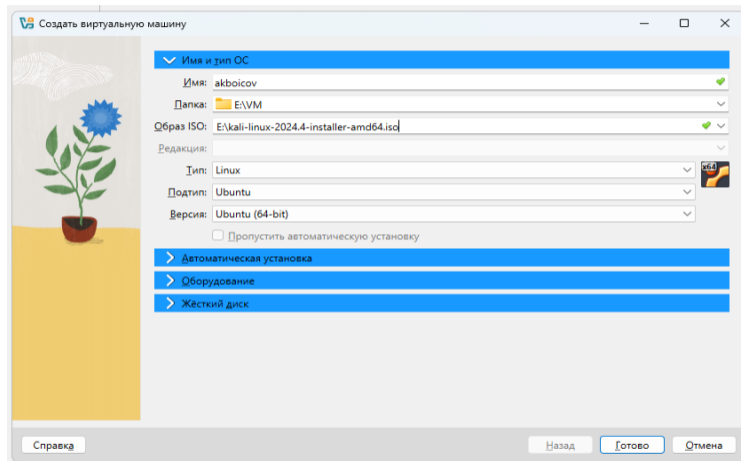 Создать виртуальную машину
Имя и тип ОС
Имя: akboicov
Папка: E:\VM
Образ ISO: E:\kali-linux-2024.4-installer-amd64.iso
Редакция:
Тип: Linux
x64
Подтип: Ubuntu
Версия: Ubuntu (64-bit)
Пропустить автоматическую установку
Автоматическая установка
Оборудование
Жёсткий диск
Справка Назад Готово Отмена